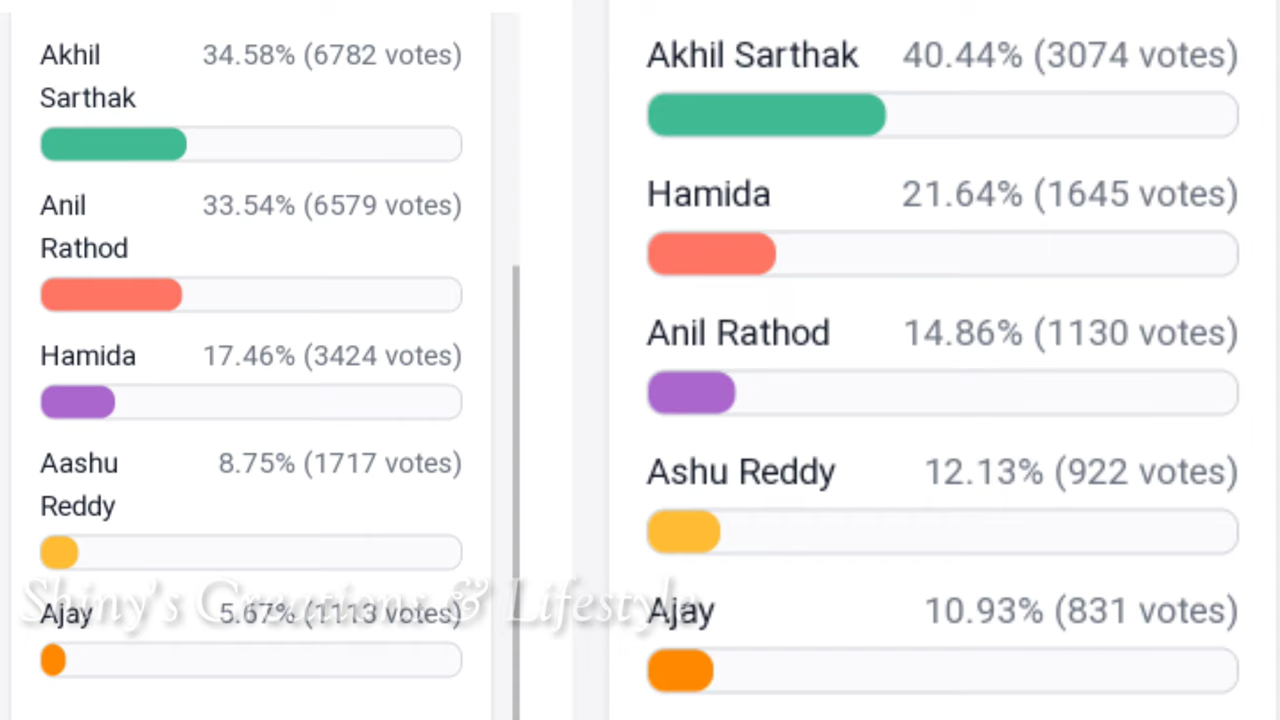 Akhil 34.58% (6782 votes)
Sarthak
Anil 33.54% (6579 votes)
Rathod
Hamida 17.46% (3424 votes)
Aashu 8.75% (1717 votes)
Reddy
Ajay 5.67% (1113 votes)
Akhil Sarthak 40.44% (3074 votes)
Hamida 21.64% (1645 votes)
Anil Rathod 14.86% (1130 votes)
Ashu Reddy 12.13% (922 votes)
Ajay 10.93% (831 votes)
Shiny's Creations & Lifestyle